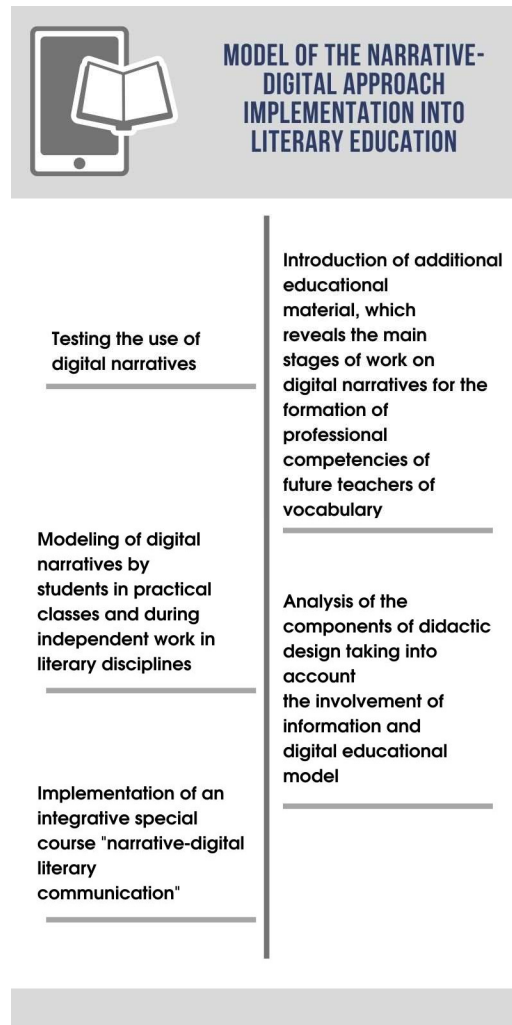 MODEL OF THE NARRATIVE-
DIGITAL APPROACH
IMPLEMENTATION INTO
LITERARY EDUCATION
Testing the use of
digital narratives
Introduction of additional
educational
material, which
reveals the main
stages of work on
digital narratives for the
formation of
professional
competencies of
future teachers of
vocabulary
Modeling of digital
narratives by
students in practical
classes and during
independent work in
literary disciplines
Analysis of the
components of didactic
design taking into
account
the involvement of
information and
digital educational
model
Implementation of an
integrative special
course "narrative-digital
literary
communication"